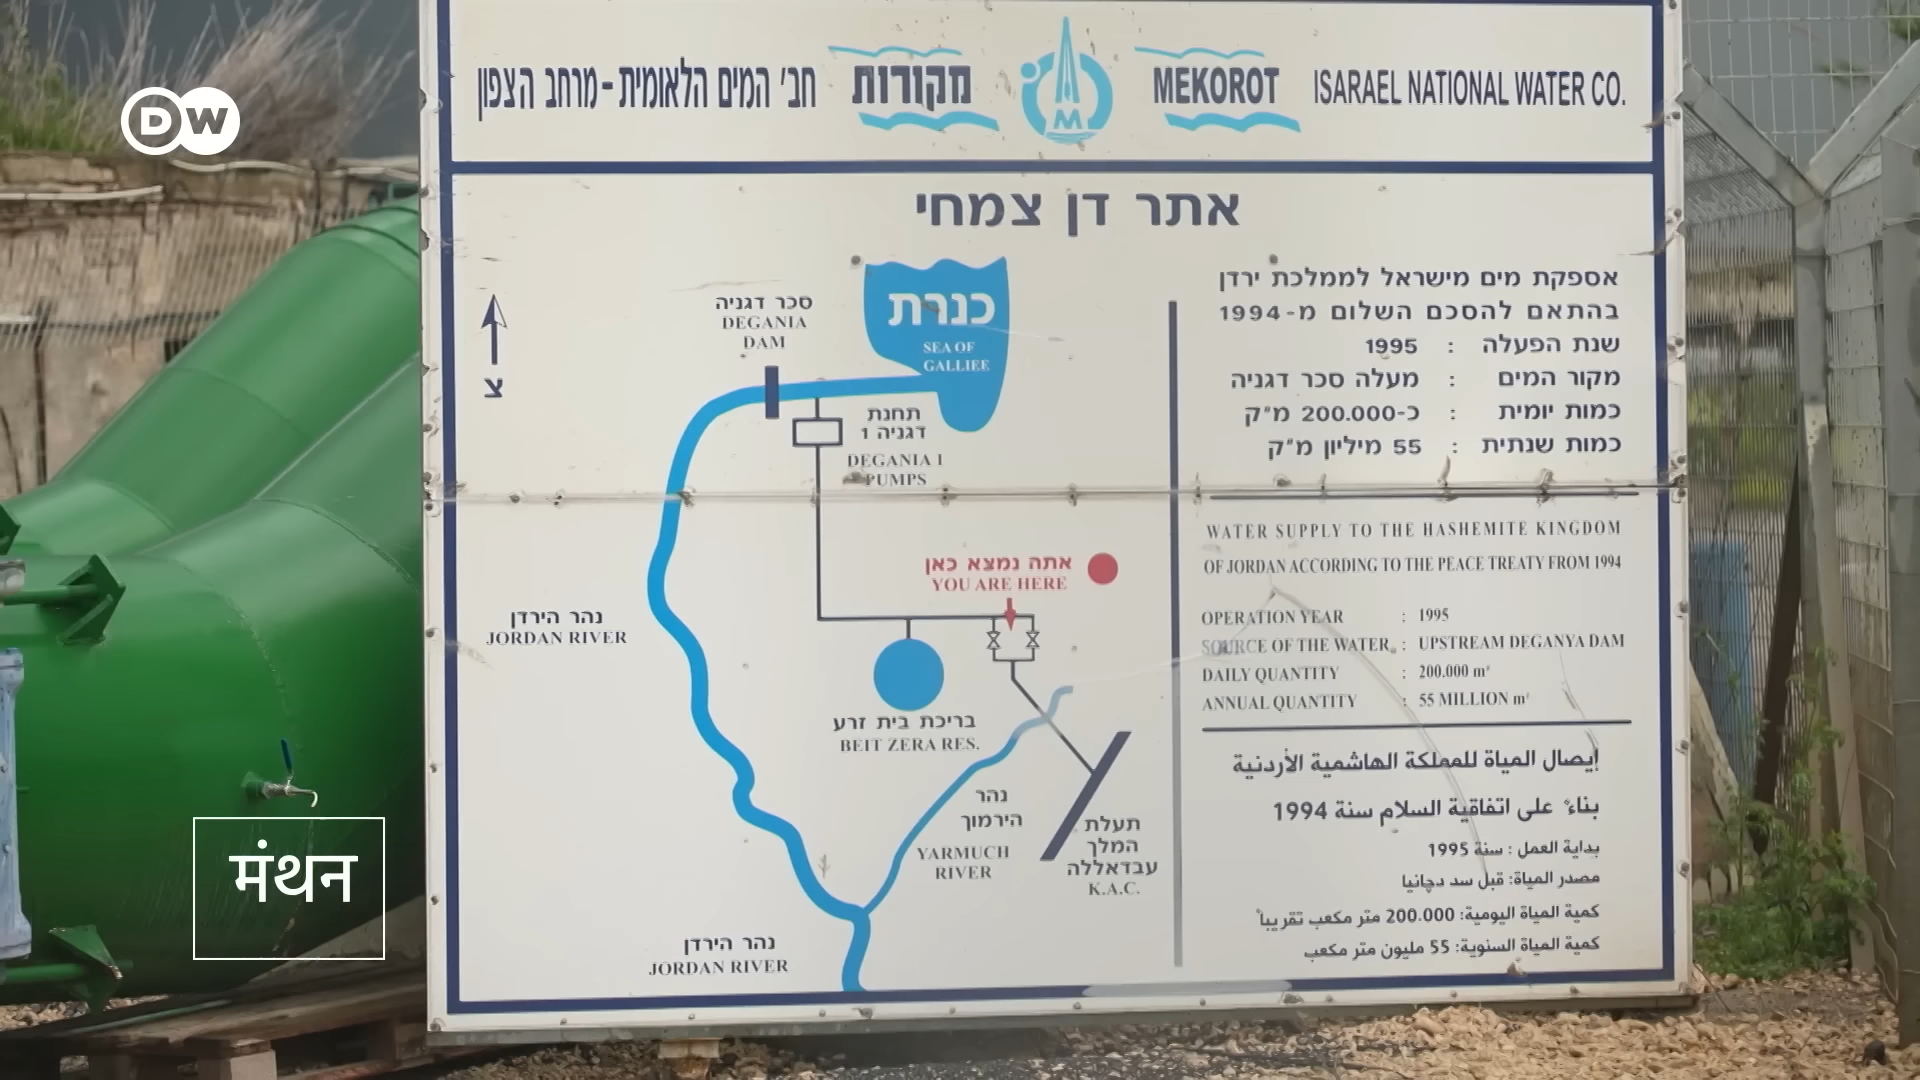 DW
חב' המים הלאומית - מרחב הצפון
מקורות
M
MEKOROT
ISARAEL NATIONAL WATER CO.
אתר דן צמחי
כנרת
SEA OF
GALLIEE
סכר דגניה
DEGANIA
DAM
צ
תחנת
דגניה 1
DEGANIA I
PUMPS
אתה נמצא כאן
YOU ARE HERE
נהר הירדן
JORDAN RIVER
בריכת בית זרע
BEIT ZERA RES.
נהר
הירמוך
YARMUCH
RIVER
תעלת
המלך
עבדאללה
K.A.C.
נהר הירדן
JORDAN RIVER
אספקת מים מישראל לממלכת ירדן
בהתאם להסכם השלום מ-1994
שנת הפעלה : 1995
מקור המים : מעלה סכר דגניה
כמות יומית : כ-200.000 מ"ק
כמות שנתית : 55 מיליון מ"ק
WATER SUPPLY TO THE HASHEMITE KINGDOM
OF JORDAN ACCORDING TO THE PEACE TREATY FROM 1994
OPERATION YEAR : 1995
SOURCE OF THE WATER. : UPSTREAM DEGANYA DAM
DAILY QUANTITY : 200.000 m³
ANNUAL QUANTITY : 55 MILLION m³
إيصال المياة للمملكة الهاشمية الأردنية
بناءً على اتفاقية السلام سنة 1994
بداية العمل : سنة 1995
مصدر المياة: قبل سد دجانيا
كمية المياة اليومية: 200.000 متر مكعب تقريباً
كمية المياة السنوية: 55 مليون متر مكعب
मंथन